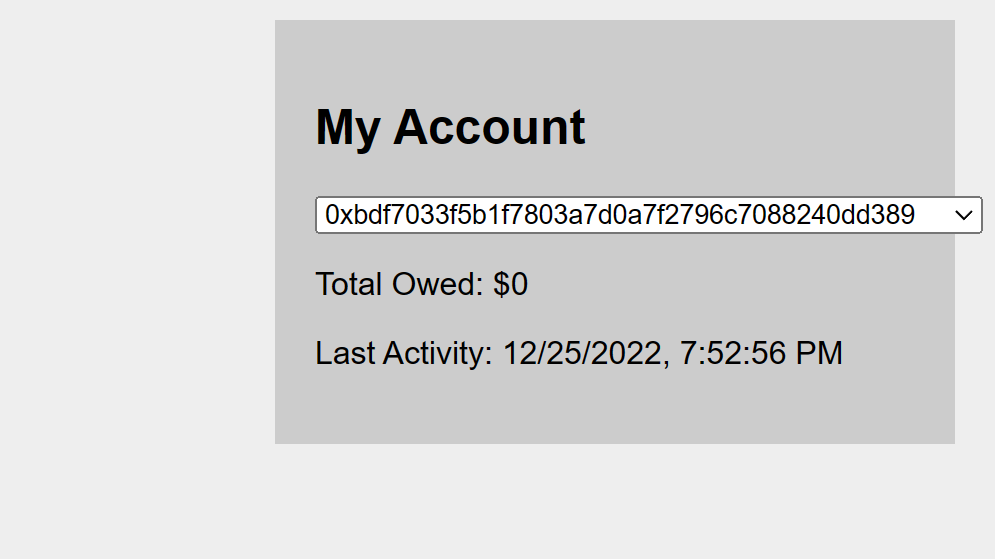 My Account
0xbdf7033f5b1f7803a7d0a7f2796c7088240dd389
Total Owed: $0
Last Activity: 12/25/2022, 7:52:56 PM